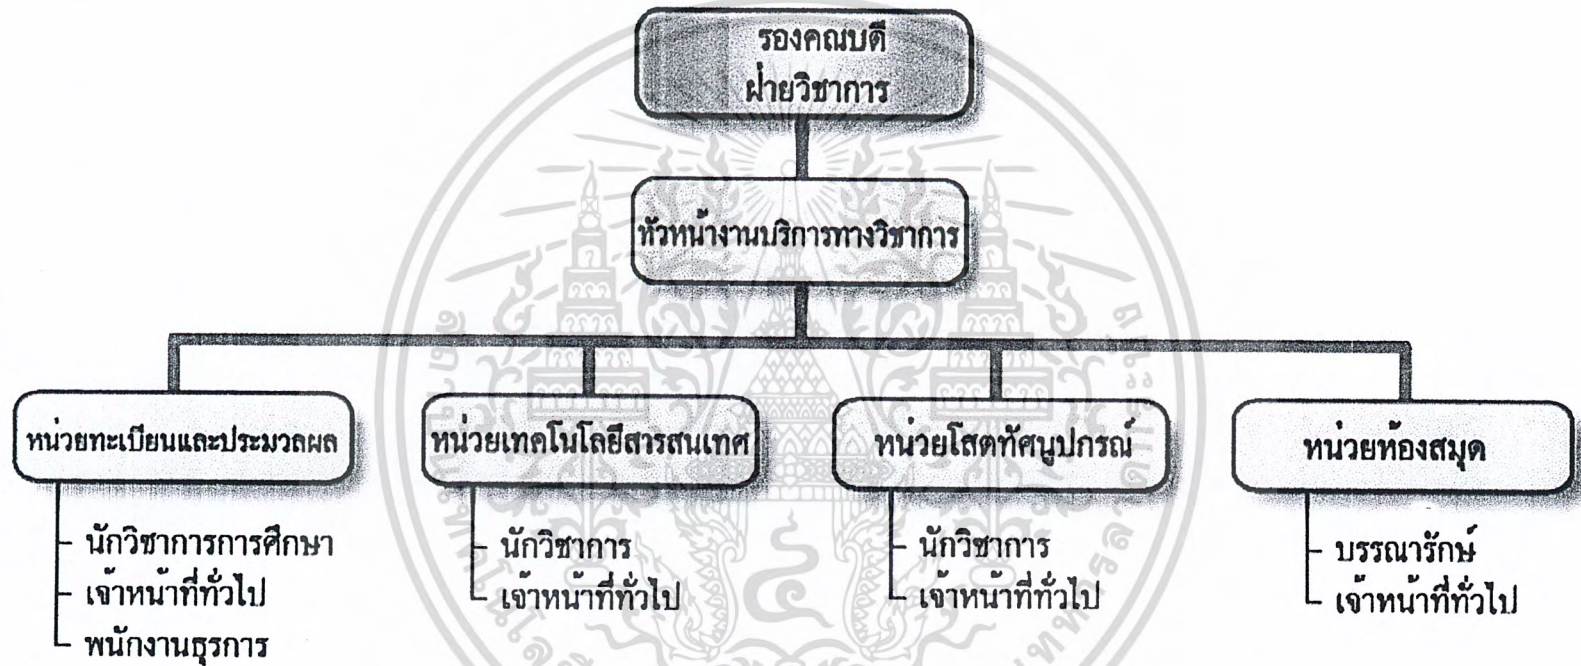 รองคณบดี
ฝ่ายวิชาการ
หัวหน้างานบริการทางวิชาการ
หน่วยทะเบียนและประมวลผล
นักวิชาการการศึกษา
เจ้าหน้าที่ทั่วไป
พนักงานธุรการ
หน่วยเทคโนโลยีสารสนเทศ
นักวิชาการ
เจ้าหน้าที่ทั่วไป
หน่วยโสตทัศนูปกรณ์
นักวิชาการ
เจ้าหน้าที่ทั่วไป
หน่วยห้องสมุด
บรรณารักษ์
เจ้าหน้าที่ทั่วไป